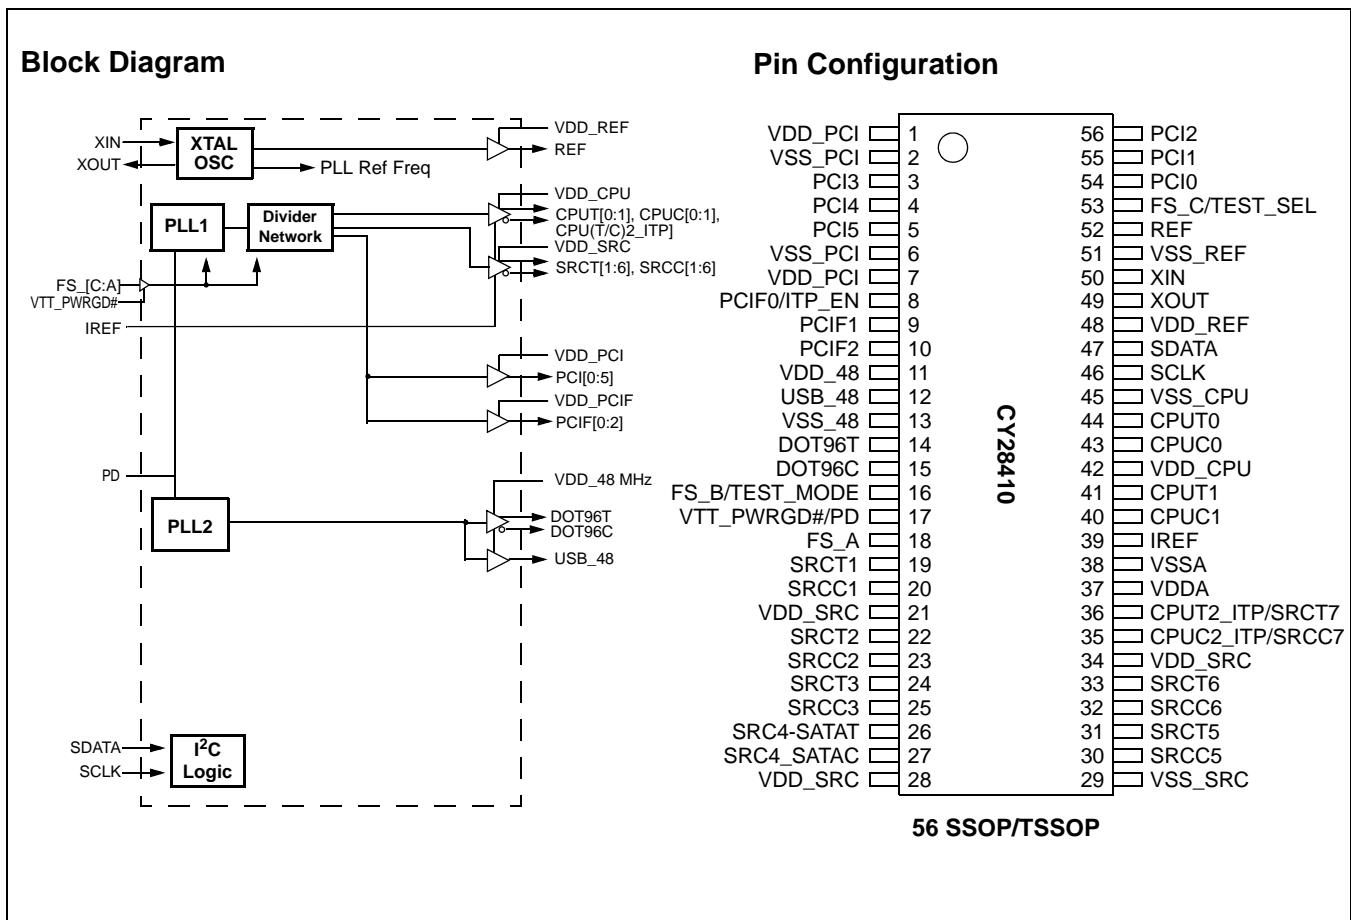 Block Diagram
XIN
XOUT
XTAL
OSC
VDD_REF
REF
PLL Ref Freq
PLL1
Divider
Network
VDD_CPU
CPUT[0:1], CPUC[0:1],
CPU(T/C)2_ITP]
VDD_SRC
SRCT[1:6], SRCC[1:6]
FS_[C:A]
VTT_PWRGD#
IREF
VDD_PCI
PCI[0:5]
VDD_PCIF
PCIF[0:2]
PD
PLL2
VDD_48 MHz
DOT96T
DOT96C
USB_48
SDATA
SCLK
I2C
Logic
Pin Configuration
VDD_PCI 1 56 PCI2
VSS_PCI 2 55 PCI1
PCI3 3 54 PCI0
PCI4 4 53 FS_C/TEST_SEL
PCI5 5 52 REF
VSS_PCI 6 51 VSS_REF
VDD_PCI 7 50 XIN
PCIF0/ITP_EN 8 49 XOUT
PCIF1 9 48 VDD_REF
PCIF2 10 47 SDATA
VDD_48 11 46 SCLK
USB_48 12 45 VSS_CPU
VSS_48 13 44 CPUT0
DOT96T 14 43 CPUC0
DOT96C 15 42 VDD_CPU
FS_B/TEST_MODE 16 41 CPUT1
VTT_PWRGD#/PD 17 40 CPUC1
FS_A 18 39 IREF
SRCT1 19 38 VSSA
SRCC1 20 37 VDDA
VDD_SRC 21 36 CPUT2_ITP/SRCT7
SRCT2 22 35 CPUC2_ITP/SRCC7
SRCC2 23 34 VDD_SRC
SRCT3 24 33 SRCT6
SRCC3 25 32 SRCC6
SRC4-SATAT 26 31 SRCT5
SRC4_SATAC 27 30 SRCC5
VDD_SRC 28 29 VSS_SRC
CY28410
56 SSOP/TSSOP